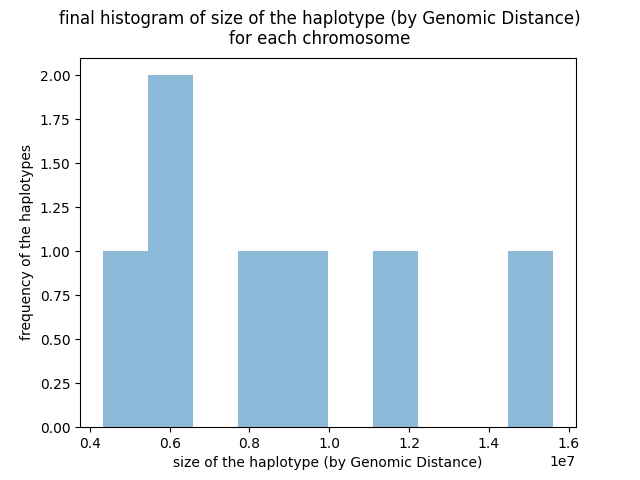 final histogram of size of the haplotype (by Genomic Distance)
for each chromosome
2.00
1.75
1.50
1.25
1.00
0.75
0.50
0.25
0.00
frequency of the haplotypes
0.4 0.6 0.8 1.0 1.2 1.4 1.6
1e7
size of the haplotype (by Genomic Distance)